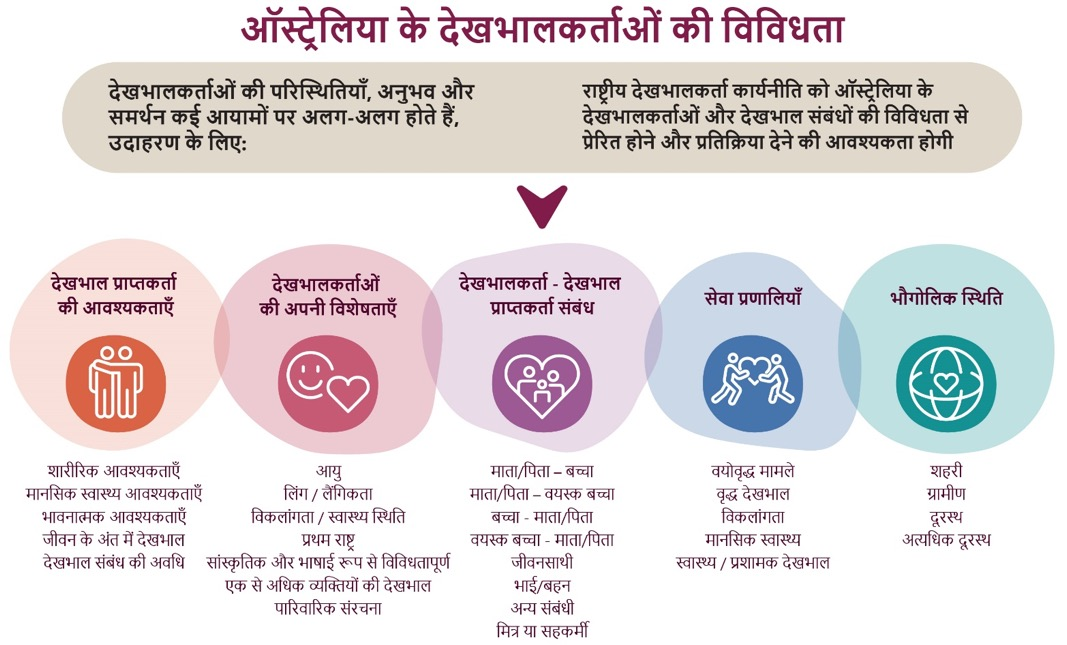 ऑस्ट्रेलिया के देखभालकर्ताओं की विविधता
देखभालकर्ताओं की परिस्थितियाँ, अनुभव और
समर्थन कई आयामों पर अलग-अलग होते हैं,
उदाहरण के लिए:
राष्ट्रीय देखभालकर्ता कार्यनीति को ऑस्ट्रेलिया के
देखभालकर्ताओं और देखभाल संबंधों की विविधता से
प्रेरित होने और प्रतिक्रिया देने की आवश्यकता होगी
देखभाल प्राप्तकर्ता
की आवश्यकताएँ
शारीरिक आवश्यकताएँ
मानसिक स्वास्थ्य आवश्यकताएँ
भावनात्मक आवश्यकताएँ
जीवन के अंत में देखभाल
देखभाल संबंध की अवधि
देखभालकर्ताओं
की अपनी विशेषताएँ
आयु
लिंग / लैंगिकता
विकलांगता / स्वास्थ्य स्थिति
प्रथम राष्ट्र
सांस्कृतिक और भाषाई रूप से विविधतापूर्ण
एक से अधिक व्यक्तियों की देखभाल
पारिवारिक संरचना
देखभालकर्ता - देखभाल
प्राप्तकर्ता संबंध
माता/पिता – बच्चा
माता/पिता – वयस्क बच्चा
बच्चा - माता/पिता
वयस्क बच्चा - माता/पिता
जीवनसाथी
भाई/बहन
अन्य संबंधी
मित्र या सहकर्मी
सेवा प्रणालियाँ
वयोवृद्ध मामले
वृद्ध देखभाल
विकलांगता
मानसिक स्वास्थ्य
स्वास्थ्य / प्रशामक देखभाल
भौगोलिक स्थिति
शहरी
ग्रामीण
दूरस्थ
अत्यधिक दूरस्थ